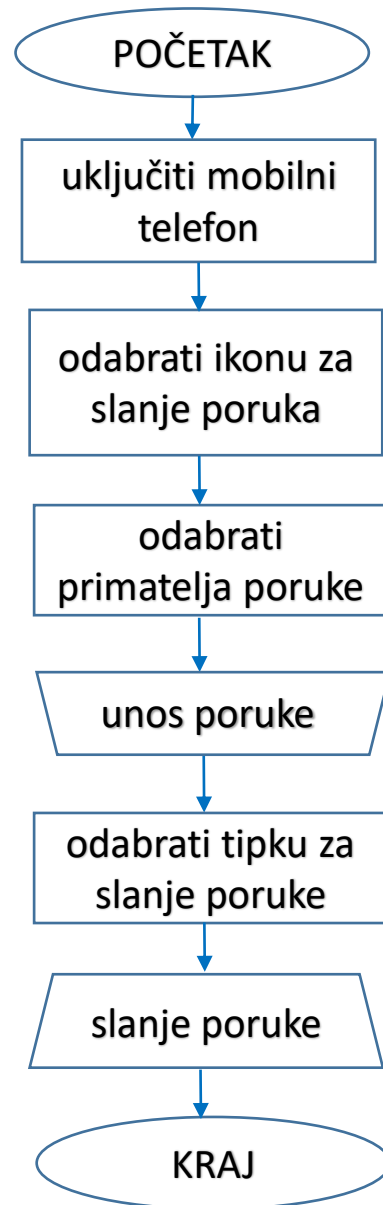 POČETAK
uključiti mobilni
telefon
odabrati ikonu za
slanje poruka
odabrati
primatelja poruke
unos poruke
odabrati tipku za
slanje poruke
slanje poruke
KRAJ